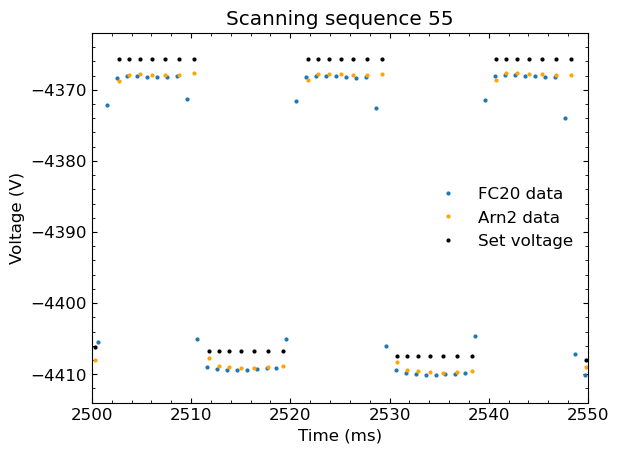 Scanning sequence 55
Voltage (V)
−4370
−4380
−4390
−4400
−4410
FC20 data
Arn2 data
Set voltage
2500 2510 2520 2530 2540 2550
Time (ms)